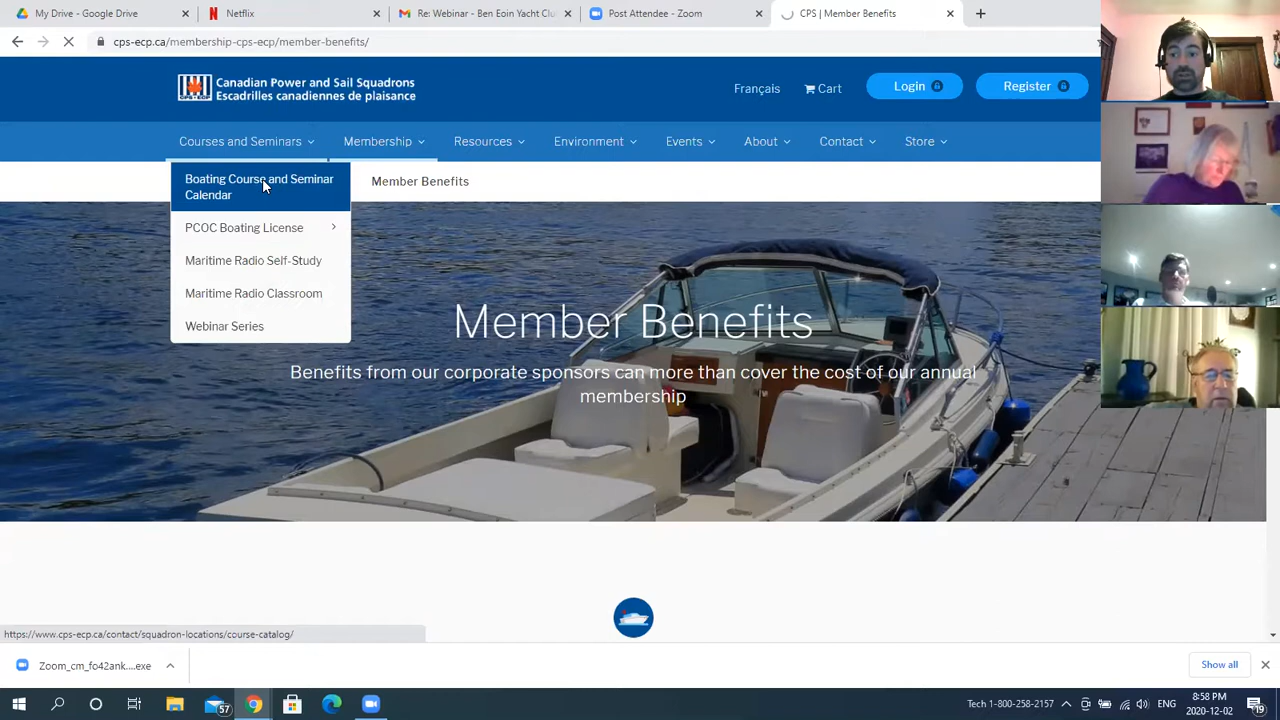 My Drive - Google Drive
Netflix
Re: Webinar - Ben Eoin Yacht Clu
Post Attendee - Zoom
CPS | Member Benefits
cps-ecp.ca/membership-cps-ecp/member-benefits/
Canadian Power and Sail Squadrons
Escadrilles canadiennes de plaisance
CPS-ECP
Français
Cart
Login
Register
Courses and Seminars
Membership
Resources
Environment
Events
About
Contact
Store
Boating Course and Seminar
Calendar
PCOC Boating License
Maritime Radio Self-Study
Maritime Radio Classroom
Webinar Series
Member Benefits
Member Benefits
Benefits from our corporate sponsors can more than cover the cost of our annual
membership
https://www.cps-ecp.ca/contact/squadron-locations/course-catalog/
Zoom_cm_fo42ank....exe
Show all
57
Tech 1-800-258-2157
ENG
8:58 PM
2020-12-02
19